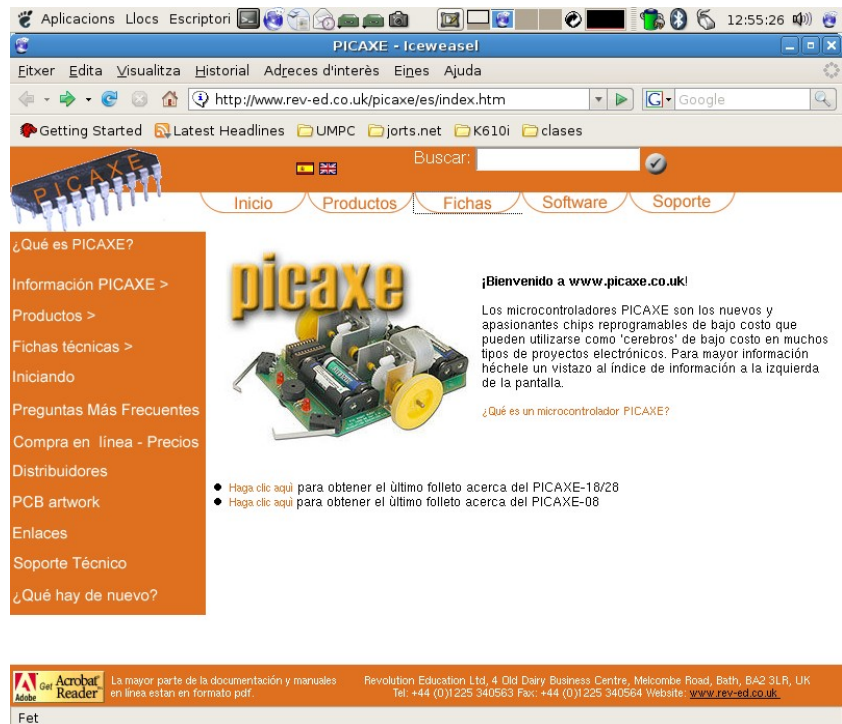 Aplicacions Llocs Escriptori 12:55:26
PICAXE - Iceweasel
Fitxer Edita Visualitza Historial Adreces d'interès Eines Ajuda
http://www.rev-ed.co.uk/picaxe/es/index.htm G Google
Getting Started Latest Headlines UMPC jorts.net K610i clases
PICAXE
Buscar:
Inicio Productos Fichas Software Soporte
¿Qué es PICAXE?
Información PICAXE >
Productos >
Fichas técnicas >
Iniciando
Preguntas Más Frecuentes
Compra en línea - Precios
Distribuidores
PCB artwork
Enlaces
Soporte Técnico
¿Qué hay de nuevo?
picaxe
¡Bienvenido a www.picaxe.co.uk!
Los microcontroladores PICAXE son los nuevos y
apasionantes chips reprogramables de bajo costo que
pueden utilizarse como 'cerebros' de bajo costo en muchos
tipos de proyectos electrónicos. Para mayor información
héchele un vistazo al índice de información a la izquierda
de la pantalla.
¿Qué es un microcontrolador PICAXE?
Haga clic aquì para obtener el ùltimo folleto acerca del PICAXE-18/28
Haga clic aquì para obtener el ùltimo folleto acerca del PICAXE-08
Adobe Get Acrobat Reader
La mayor parte de la documentación y manuales
en línea estan en formato pdf.
Revolution Education Ltd, 4 Old Dairy Business Centre, Melcombe Road, Bath, BA2 3LR, UK
Tel: +44 (0)1225 340563 Fax: +44 (0)1225 340564 Website: www.rev-ed.co.uk
Fet